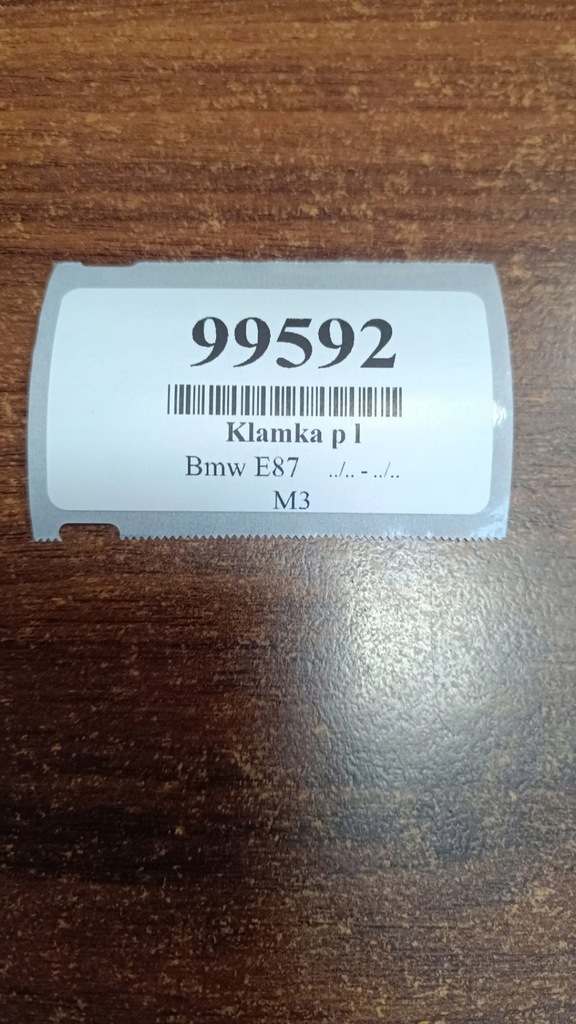 99592
Klamka p l
Bmw E87 ../.. - ../..
M3